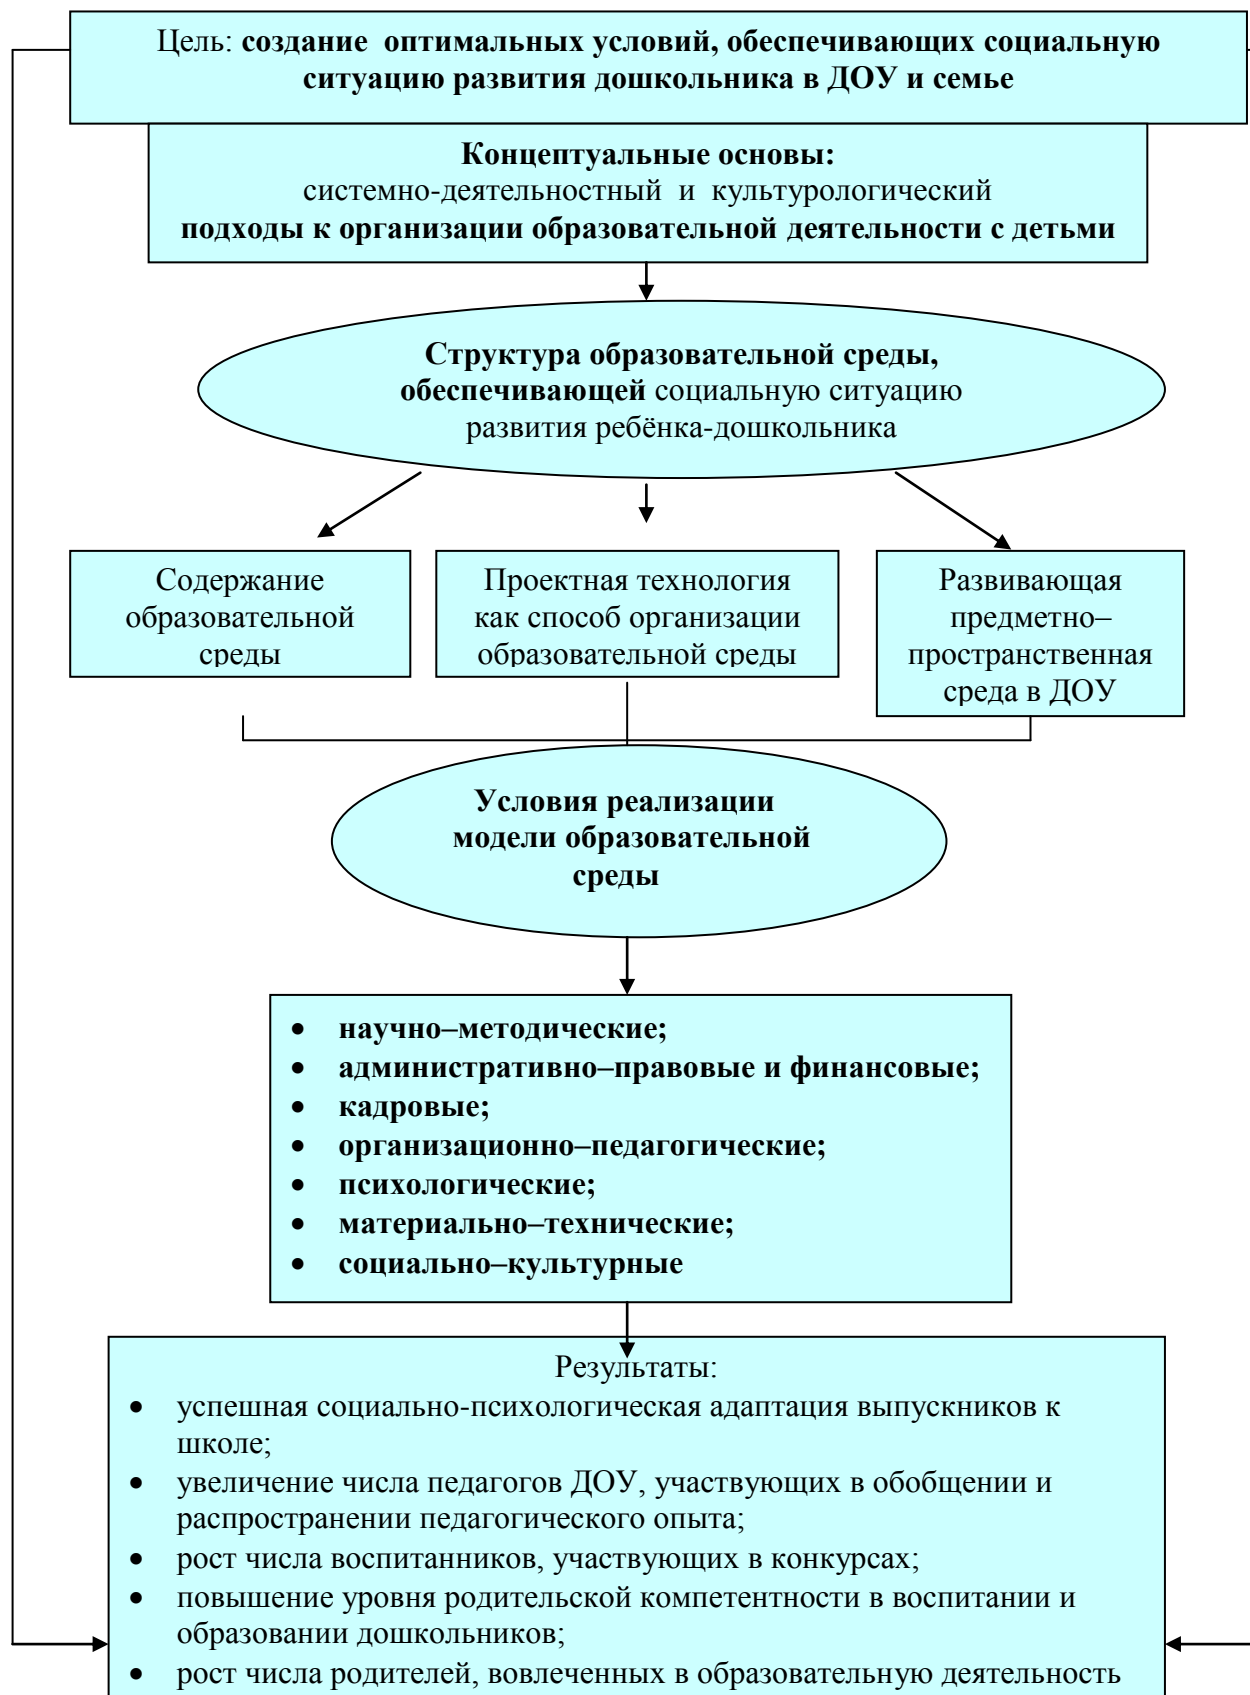 Цель: создание оптимальных условий, обеспечивающих социальную
ситуацию развития дошкольника в ДОУ и семье
Концептуальные основы:
системно-деятельностный и культурологический
подходы к организации образовательной деятельности с детьми
Структура образовательной среды,
обеспечивающей социальную ситуацию
развития ребёнка-дошкольника
Содержание
образовательной
среды
Проектная технология
как способ организации
образовательной среды
Развивающая
предметно–
пространственная
среда в ДОУ
Условия реализации
модели образовательной
среды
• научно–методические;
• административно–правовые и финансовые;
• кадровые;
• организационно–педагогические;
• психологические;
• материально–технические;
• социально–культурные
Результаты:
• успешная социально-психологическая адаптация выпускников к
школе;
• увеличение числа педагогов ДОУ, участвующих в обобщении и
распространении педагогического опыта;
• рост числа воспитанников, участвующих в конкурсах;
• повышение уровня родительской компетентности в воспитании и
образовании дошкольников;
• рост числа родителей, вовлеченных в образовательную деятельность